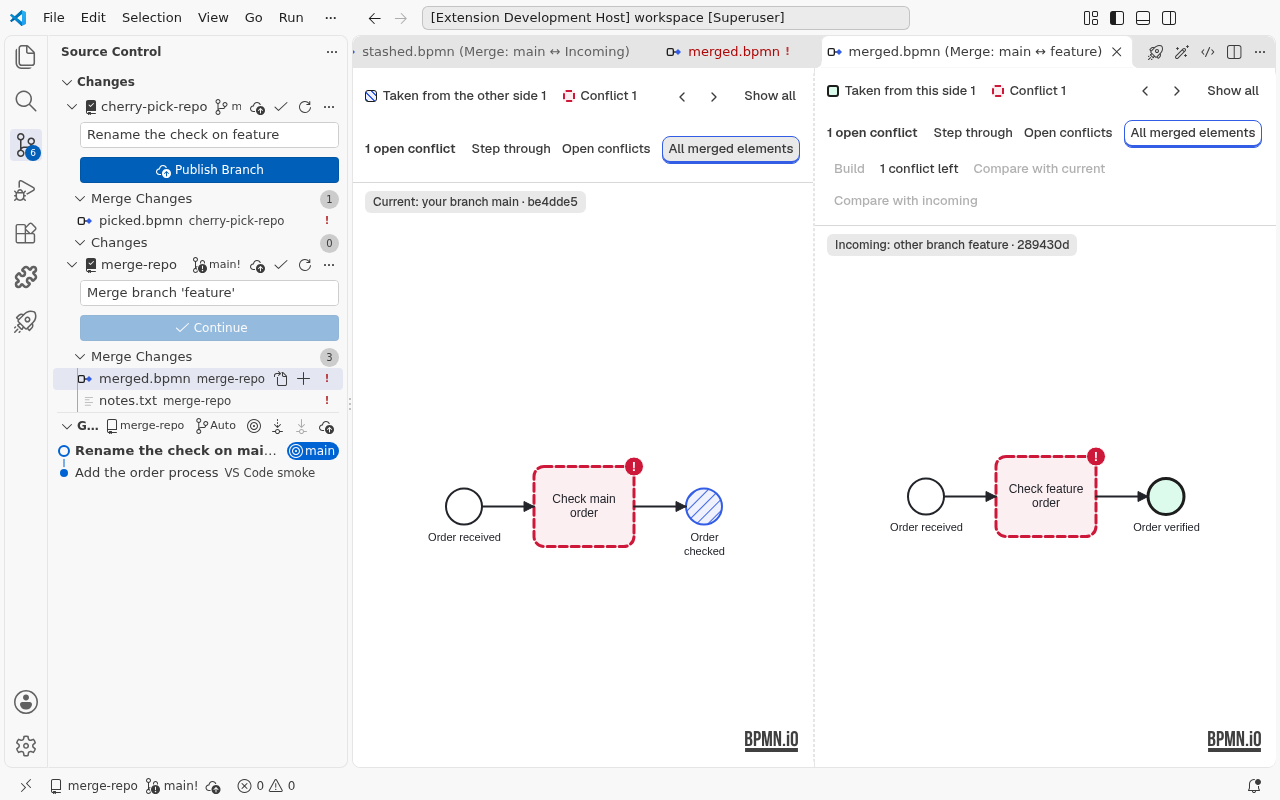 File Edit Selection View Go Run ···
[Extension Development Host] workspace [Superuser]
Source Control
Changes
cherry-pick-repo m
Rename the check on feature
Publish Branch
Merge Changes 1
picked.bpmn cherry-pick-repo !
Changes 0
merge-repo main!
Merge branch 'feature'
Continue
Merge Changes 3
merged.bpmn merge-repo !
notes.txt merge-repo !
G... merge-repo Auto
Rename the check on mai... main
Add the order process VS Code smoke
stashed.bpmn (Merge: main ↔ Incoming) merged.bpmn !
Taken from the other side 1 Conflict 1 Show all
1 open conflict Step through Open conflicts All merged elements
Current: your branch main · be4dde5
Order received
Check main
order
Order
checked
BPMN.iO
merged.bpmn (Merge: main ↔ feature)
Taken from this side 1 Conflict 1 Show all
1 open conflict Step through Open conflicts All merged elements
Build 1 conflict left Compare with current
Compare with incoming
Incoming: other branch feature · 289430d
Order received
Check feature
order
Order verified
BPMN.iO
6
merge-repo main! 0 0